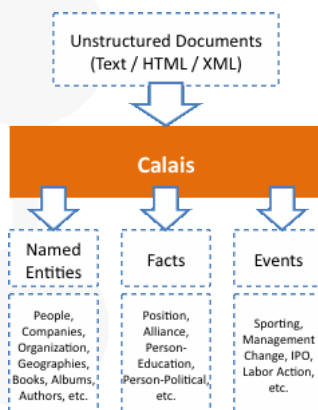 Unstructured Documents
(Text / HTML / XML)
Calais
Named
Entities
People,
Companies,
Organization,
Geographies,
Books, Albums,
Authors, etc.
Facts
Position,
Alliance,
Person-
Education,
Person-Political,
etc.
Events
Sporting,
Management
Change, IPO,
Labor Action,
etc.